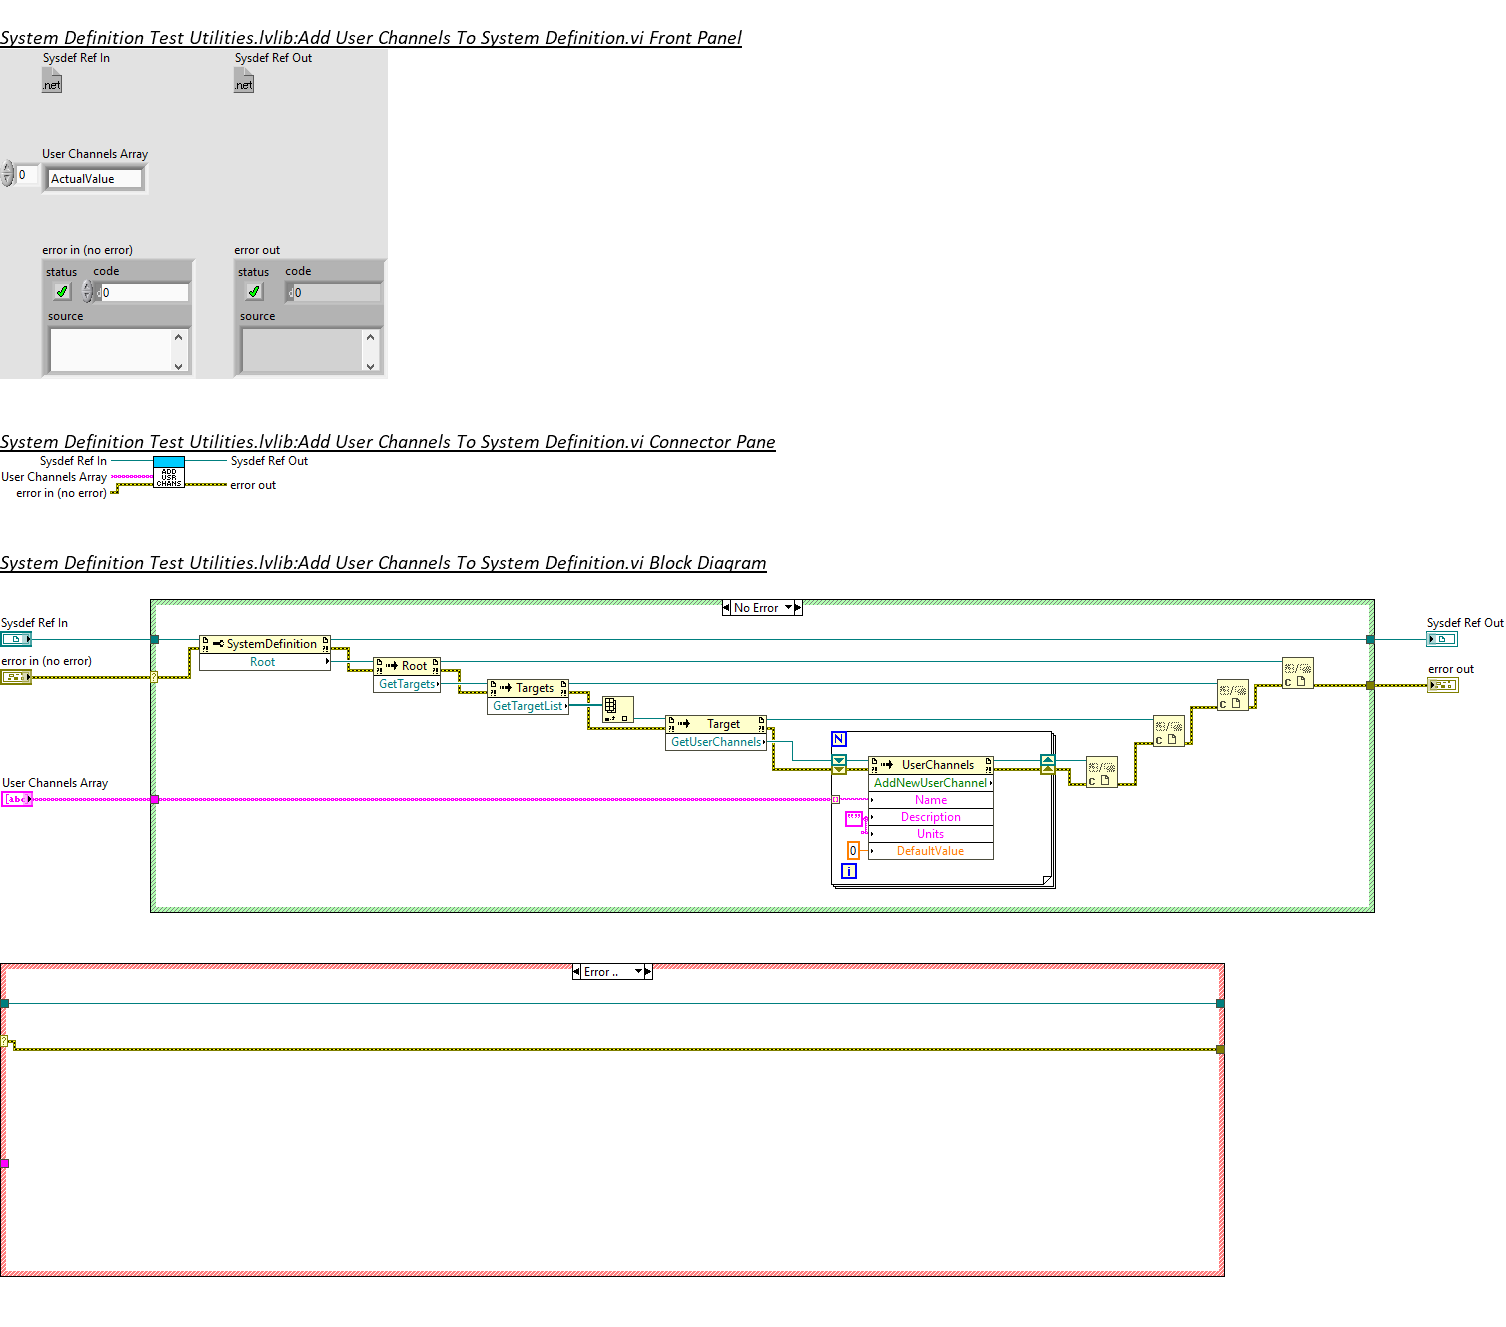 System Definition Test Utilities.lvlib:Add User Channels To System Definition.vi Front Panel
Sysdef Ref In
Sysdef Ref Out
.net
.net
User Channels Array
0
ActualValue
error in (no error)
error out
status
code
status
code
d
0
d
0
source
source
System Definition Test Utilities.lvlib:Add User Channels To System Definition.vi Connector Pane
Sysdef Ref In
Sysdef Ref Out
User Channels Array
error in (no error)
error out
ADD
USR
CHANS
System Definition Test Utilities.lvlib:Add User Channels To System Definition.vi Block Diagram
No Error
Sysdef Ref In
Sysdef Ref Out
error in (no error)
error out
?
SystemDefinition
Root
Root
GetTargets
Targets
GetTargetList
Target
GetUserChannels
N
UserChannels
AddNewUserChannel
Name
Description
Units
DefaultValue
""
0
i
C
C
C
C
User Channels Array
abc
Error ..
?